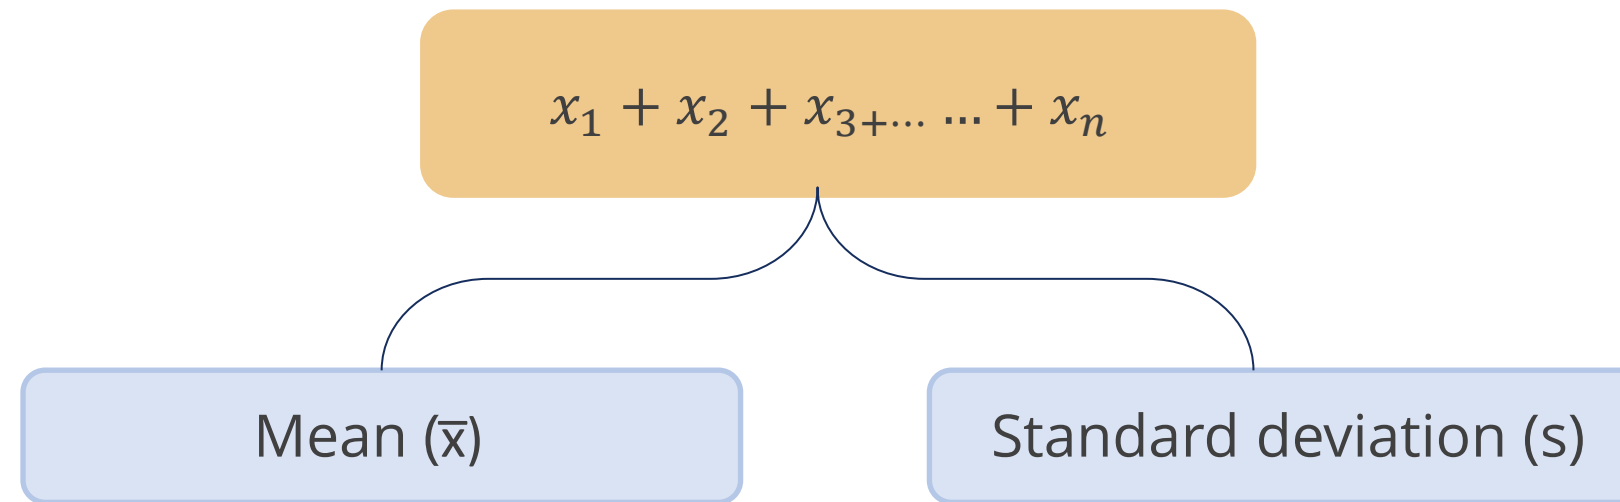 x₁ + x₂ + x₃₊... ... + xₙ
Mean (x̅)
Standard deviation (s)